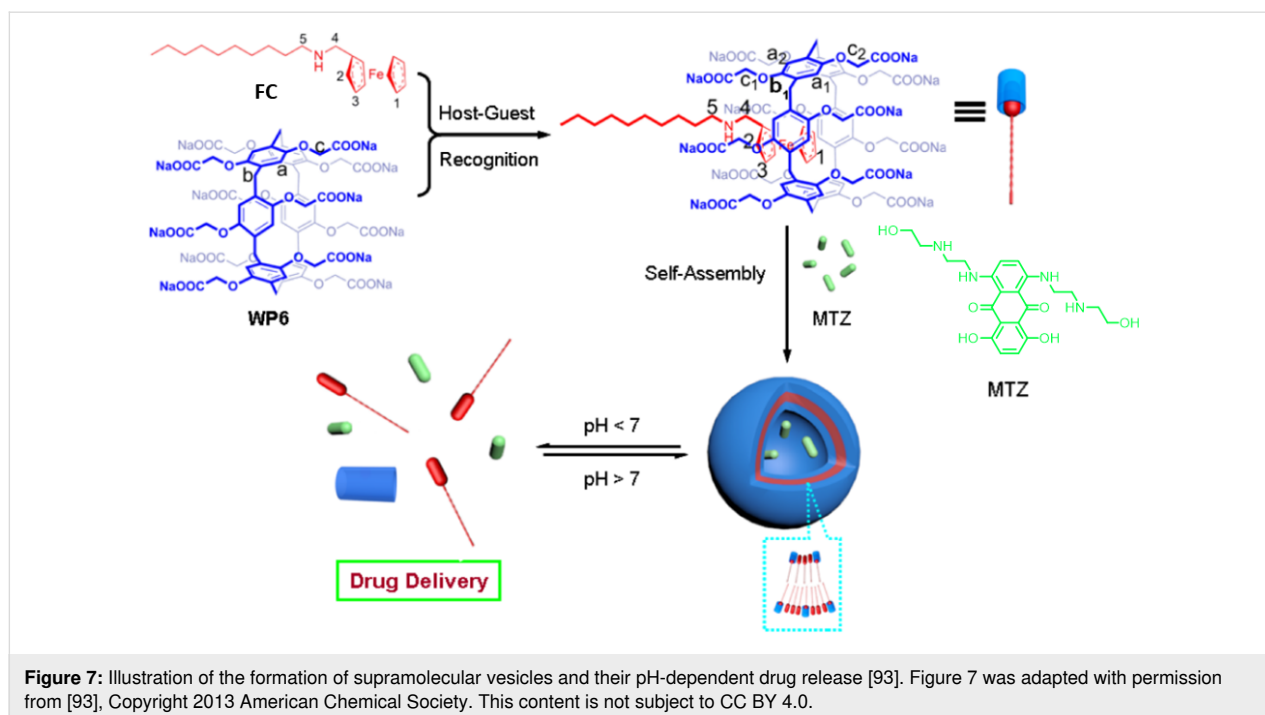 5
4
N
H
2
Fe
3
1
FC
Host-Guest
Recognition
NaOOC
COONa
NaOOC
O
O
c
COONa
b
a
NaOOC
O
COONa
NaOOC
O
COONa
NaOOC
COONa
NaOOC
O
O
COONa
WP6
NaOOC
a2
O
c2
COONa
NaOOC
c1
O
a1
COONa
b1
5
4
NaOOC
O
COONa
N
H
2
Fe
NaOOC
O
3
1
COONa
NaOOC
O
COONa
NaOOC
O
O
COONa
Self-Assembly
MTZ
HO
NH
NH
NH
O
O
NH
OH
HO
OH
MTZ
pH < 7
pH > 7
Drug Delivery
Figure 7: Illustration of the formation of supramolecular vesicles and their pH-dependent drug release [93]. Figure 7 was adapted with permission
from [93], Copyright 2013 American Chemical Society. This content is not subject to CC BY 4.0.